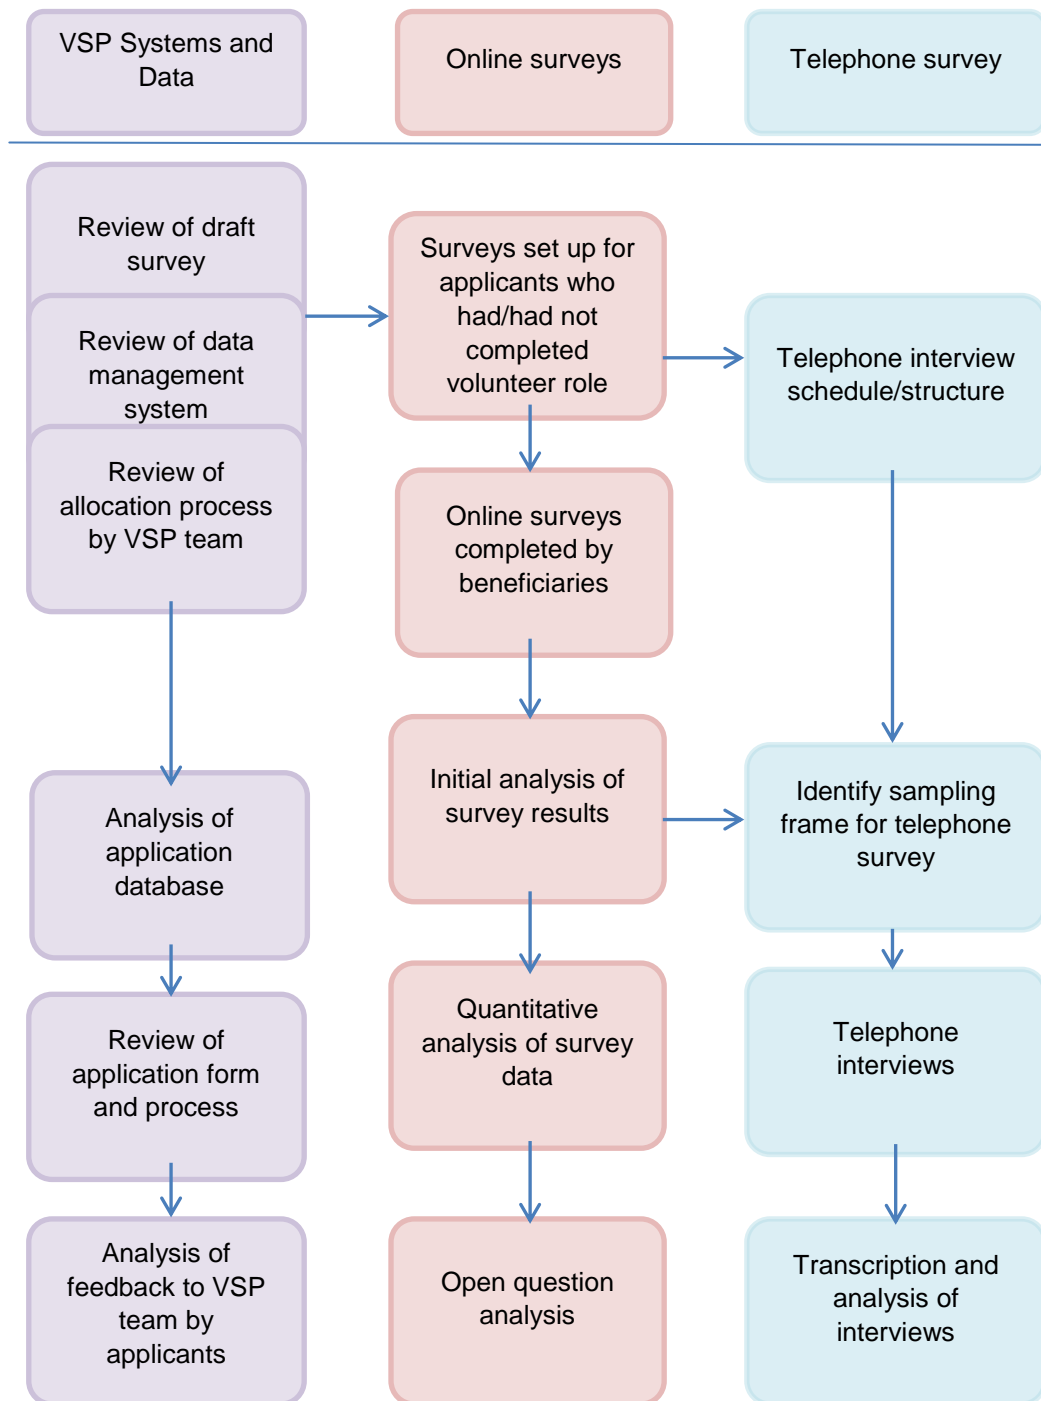 VSP Systems and
Data
Online surveys
Telephone survey
Review of draft
survey
Review of data
management
system
Review of
allocation process
by VSP team
Surveys set up for
applicants who
had/had not
completed
volunteer role
Telephone interview
schedule/structure
Online surveys
completed by
beneficiaries
Analysis of
application
database
Initial analysis of
survey results
Identify sampling
frame for telephone
survey
Review of
application form
and process
Quantitative
analysis of survey
data
Telephone
interviews
Analysis of
feedback to VSP
team by
applicants
Open question
analysis
Transcription and
analysis of
interviews